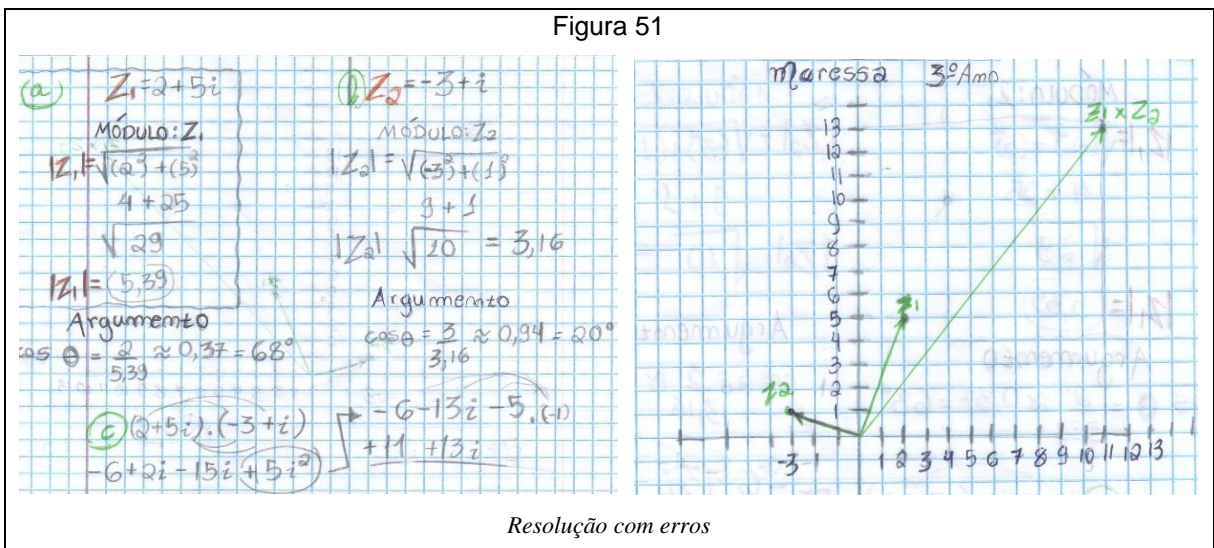 Figura 51
(a) Z₁=2+5i
MÓDULO: Z₁
|Z₁|=√(2²)+(5)²
4+25
√29
|Z₁|= 5,39
Argumento
cos θ = 2/5,39 ≈ 0,37 = 68°
(b) Z₂=-3+i
MÓDULO: Z₂
|Z₂| = √(-3)²+(1)²
9+1
|Z₂| √10 = 3,16
Argumento
cosθ = 3/3,16 ≈ 0,94 = 20°
(c) (2+5i).(-3+i)
-6+2i-15i+5i²
-6-13i-5.(-1)
+11 +13i
maressa 3º Ano
Z1 x Z2
13
12
11
10
9
8
7
6
5
4
3
2
1
Z1
Z2
-3 1 1 2 3 4 5 6 7 8 9 10 11 12 13
Resolução com erros